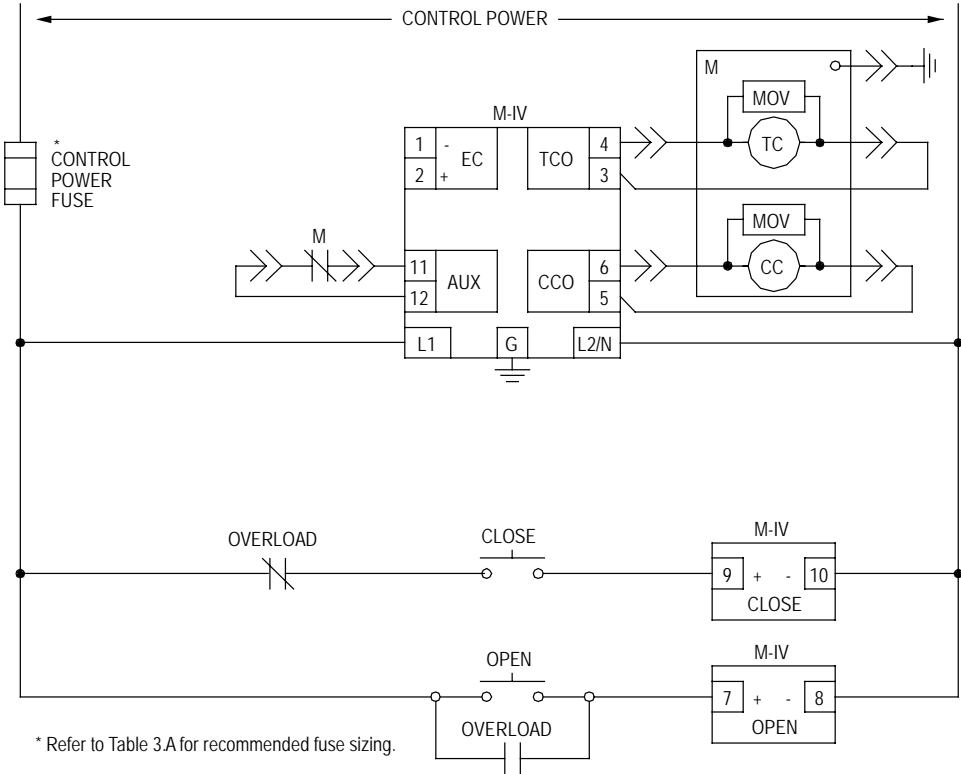 CONTROL POWER
*
CONTROL
POWER
FUSE
M
MOV
TC
M-IV
1 -
2 +
EC
TCO
4
3
M
11
12
AUX
CCO
6
5
MOV
CC
L1
G
L2/N
OVERLOAD
CLOSE
M-IV
9 + - 10
CLOSE
OPEN
M-IV
7 + - 8
OPEN
OVERLOAD
* Refer to Table 3.A for recommended fuse sizing.